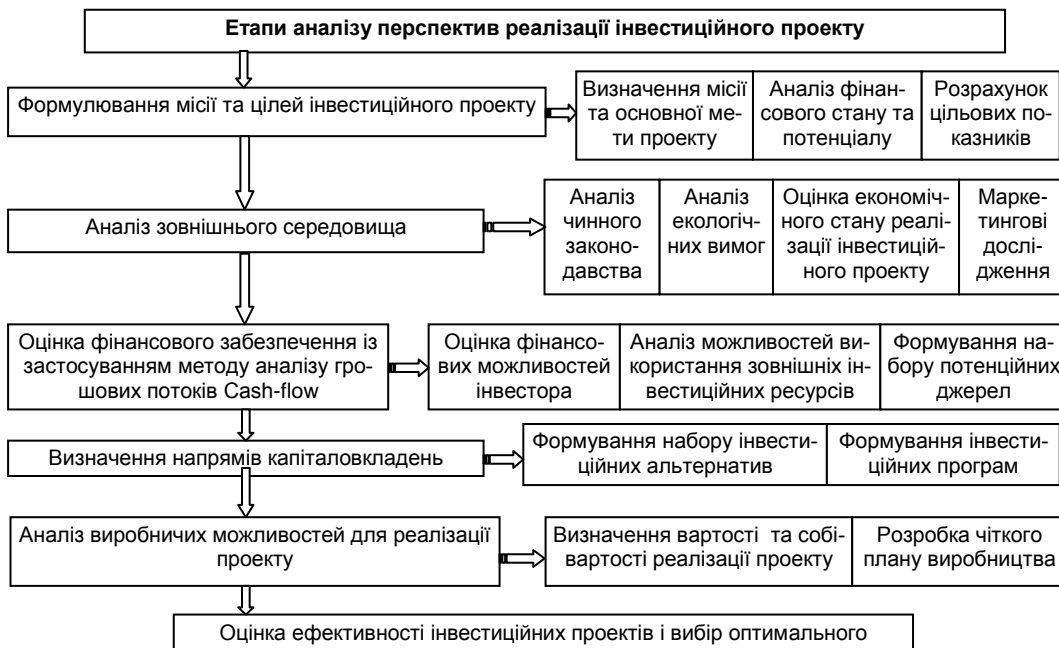 Етапи аналізу перспектив реалізації інвестиційного проекту
Формулювання місії та цілей інвестиційного проекту
Визначення місії
та основної ме-
ти проекту
Аналіз фінан-
сового стану та
потенціалу
Розрахунок
цільових по-
казників
Аналіз зовнішнього середовища
Аналіз
чинного
законо-
давства
Аналіз
екологіч-
них вимог
Оцінка економіч-
ного стану реалі-
зації інвестицій-
ного проекту
Марке-
тингові
дослі-
дження
Оцінка фінансового забезпечення із
застосуванням методу аналізу гро-
шових потоків Cash-flow
Оцінка фінансо-
вих можливостей
інвестора
Аналіз можливостей ви-
користання зовнішніх ін-
вестиційних ресурсів
Формування на-
бору потенційних
джерел
Визначення напрямів капіталовкладень
Формування набору інвести-
ційних альтернатив
Формування інвести-
ційних програм
Аналіз виробничих можливостей для реалізації
проекту
Визначення вартості та собі-
вартості реалізації проекту
Розробка чіткого
плану виробництва
Оцінка ефективності інвестиційних проектів і вибір оптимального